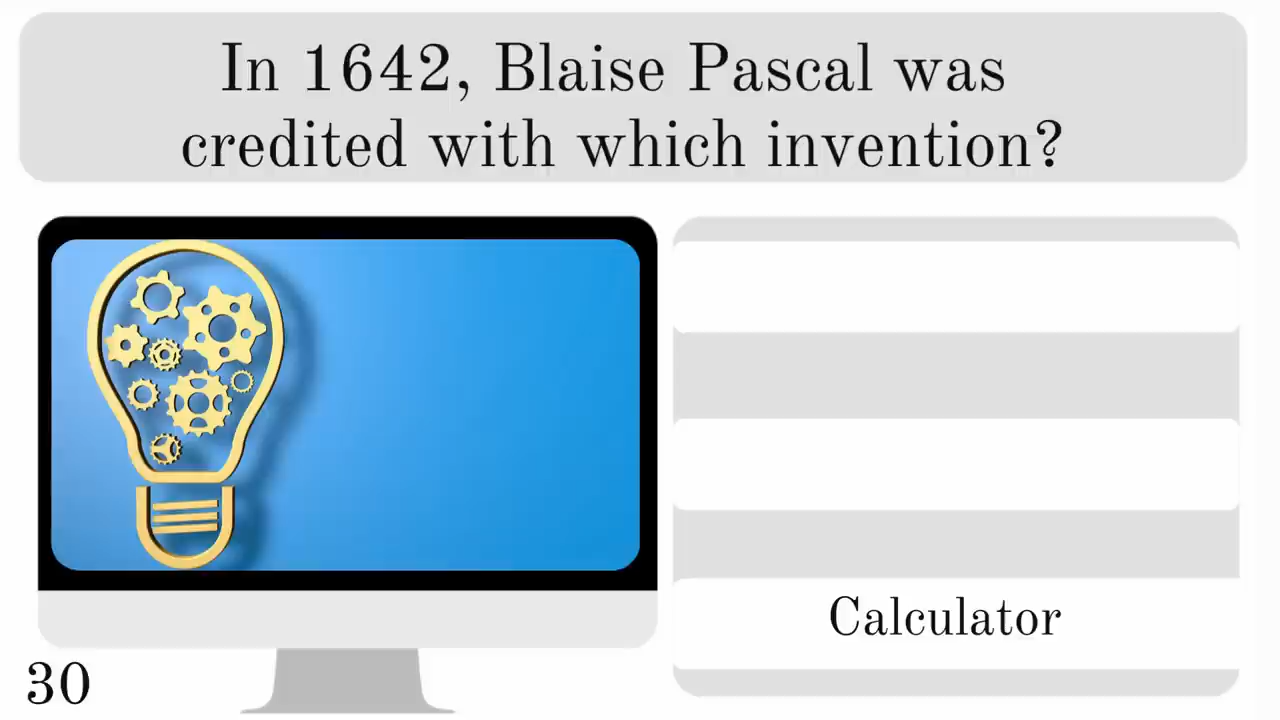 In 1642, Blaise Pascal was
credited with which invention?
Calculator
30